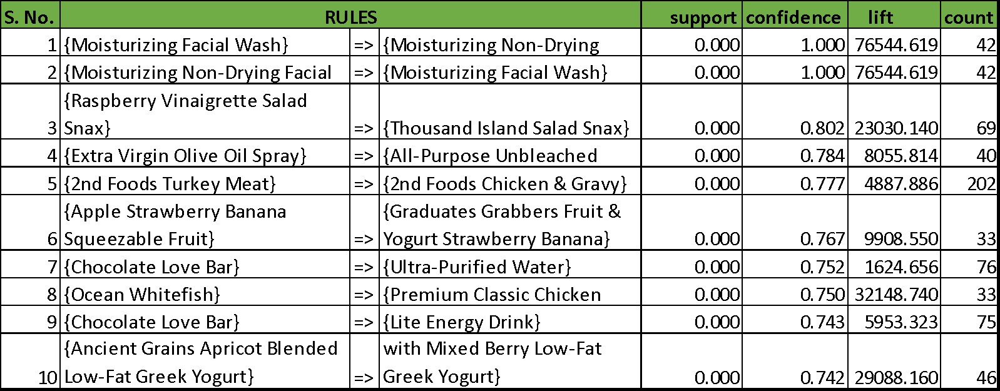 S. No. RULES support confidence lift count
1 {Moisturizing Facial Wash} => {Moisturizing Non-Drying 0.000 1.000 76544.619 42
2 {Moisturizing Non-Drying Facial => {Moisturizing Facial Wash} 0.000 1.000 76544.619 42
{Raspberry Vinaigrette Salad
3 Snax} => {Thousand Island Salad Snax} 0.000 0.802 23030.140 69
4 {Extra Virgin Olive Oil Spray} => {All-Purpose Unbleached 0.000 0.784 8055.814 40
5 {2nd Foods Turkey Meat} => {2nd Foods Chicken & Gravy} 0.000 0.777 4887.886 202
{Apple Strawberry Banana {Graduates Grabbers Fruit &
6 Squeezable Fruit} => Yogurt Strawberry Banana} 0.000 0.767 9908.550 33
7 {Chocolate Love Bar} => {Ultra-Purified Water} 0.000 0.752 1624.656 76
8 {Ocean Whitefish} => {Premium Classic Chicken 0.000 0.750 32148.740 33
9 {Chocolate Love Bar} => {Lite Energy Drink} 0.000 0.743 5953.323 75
{Ancient Grains Apricot Blended with Mixed Berry Low-Fat
10 Low-Fat Greek Yogurt} => Greek Yogurt} 0.000 0.742 29088.160 46